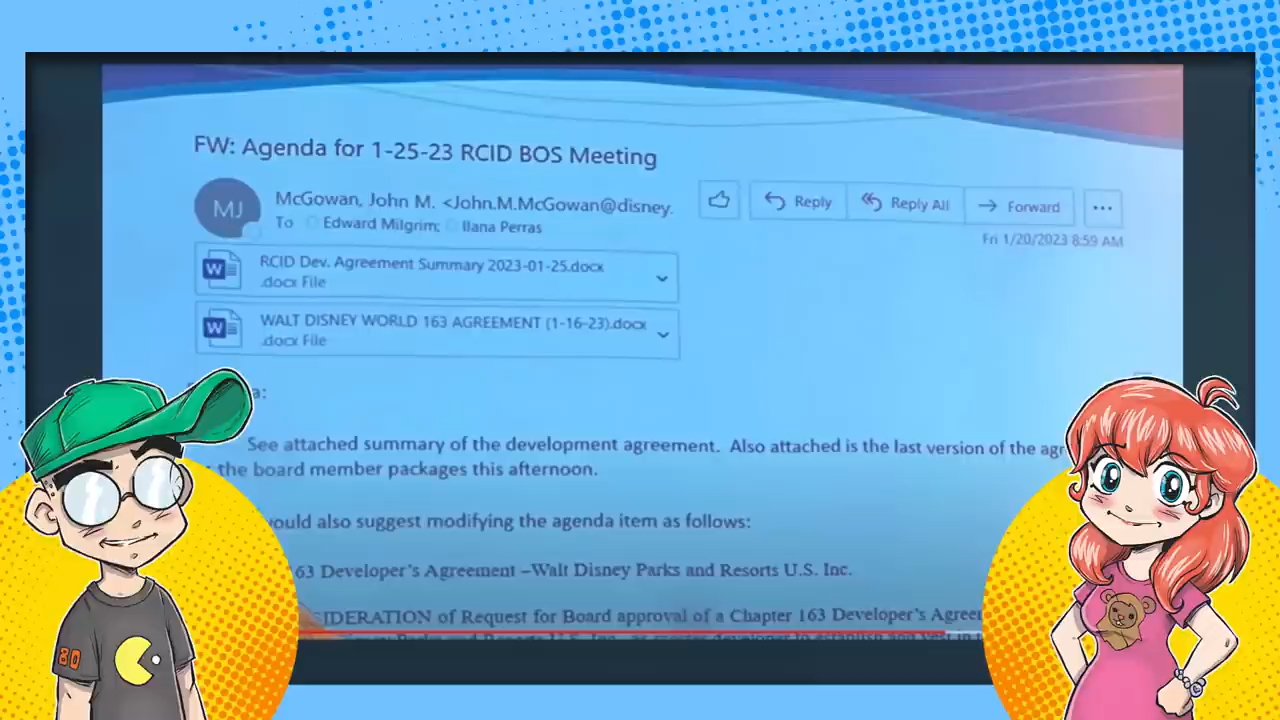 FW: Agenda for 1-25-23 RCID BOS Meeting
MJ
McGowan, John M. <John.M.McGowan@disney.
To Edward Milgrim; Ilana Perras
Reply
Reply All
Forward
...
Fri 1/20/2023 8:59 AM
RCID Dev. Agreement Summary 2023-01-25.docx
.docx File
WALT DISNEY WORLD 163 AGREEMENT (1-16-23).docx
.docx File
a:
See attached summary of the development agreement. Also attached is the last version of the agr
the board member packages this afternoon.
ould also suggest modifying the agenda item as follows:
63 Developer's Agreement –Walt Disney Parks and Resorts U.S. Inc.
IDERATION of Request for Board approval of a Chapter 163 Developer's Agree
80